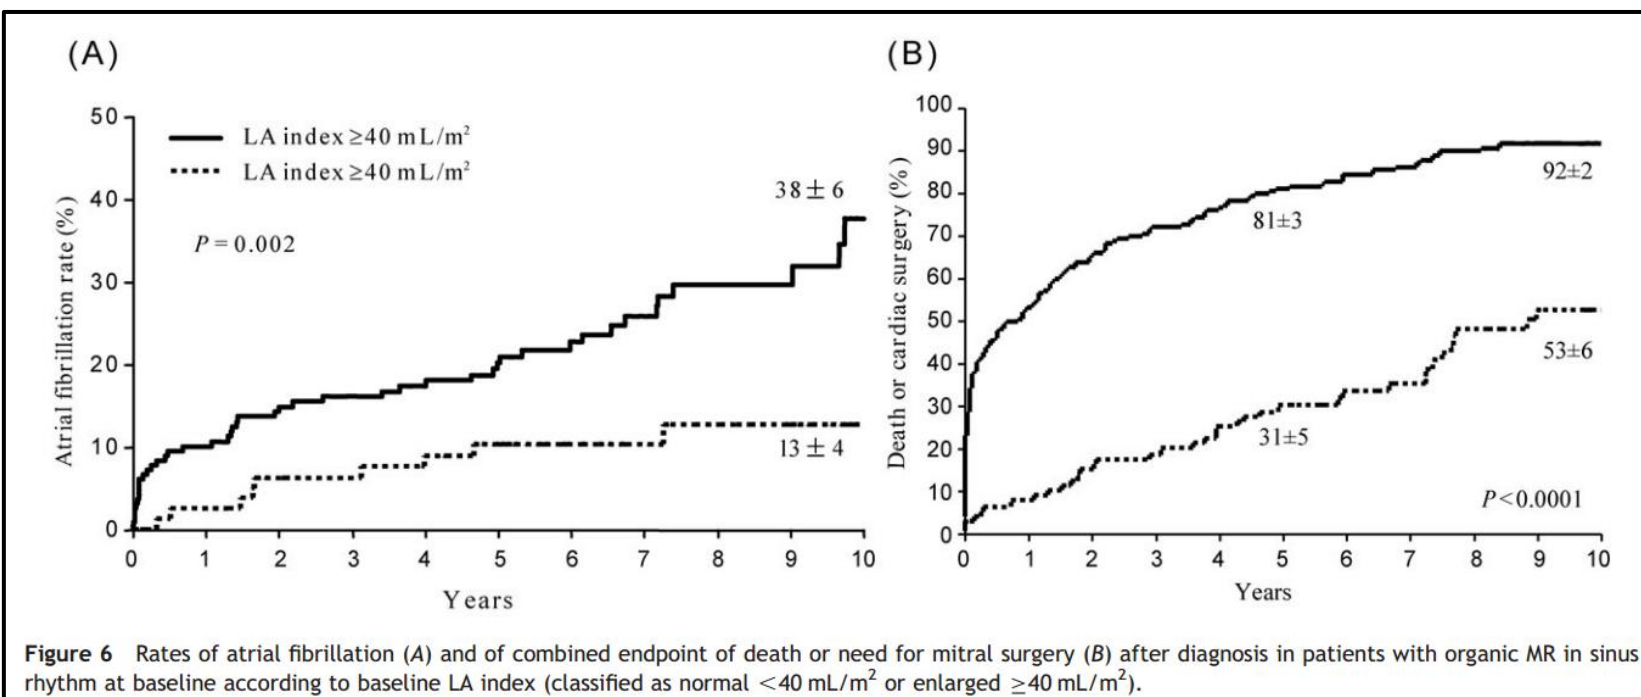 (A)
50
40
30
20
10
0
Atrial fibrillation rate (%)
LA index ≥40 mL/m²
LA index ≥40 mL/m²
P = 0.002
38 ± 6
13 ± 4
0 1 2 3 4 5 6 7 8 9 10
Years
(B)
100
90
80
70
60
50
40
30
20
10
0
Death or cardiac surgery (%)
92±2
81±3
53±6
31±5
P<0.0001
0 1 2 3 4 5 6 7 8 9 10
Years
Figure 6 Rates of atrial fibrillation (A) and of combined endpoint of death or need for mitral surgery (B) after diagnosis in patients with organic MR in sinus
rhythm at baseline according to baseline LA index (classified as normal <40 mL/m² or enlarged ≥40 mL/m²).